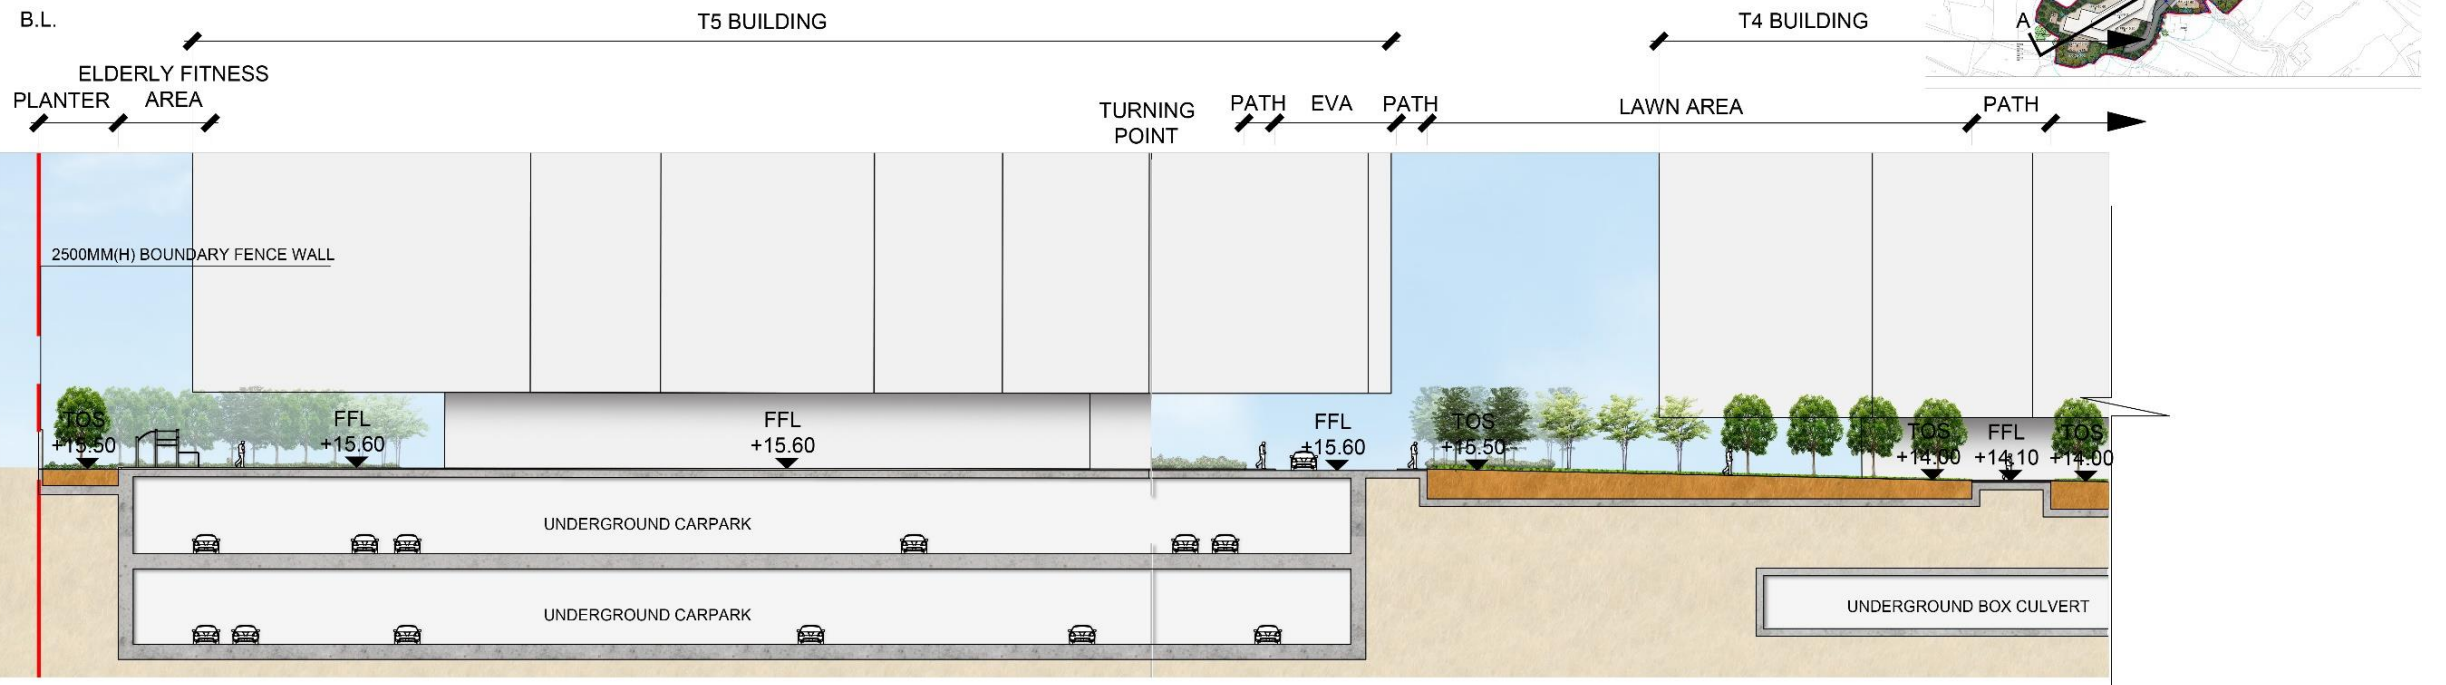 B.L.
T5 BUILDING
T4 BUILDING
A
ELDERLY FITNESS
AREA
PLANTER
TURNING
POINT
PATH
EVA
PATH
LAWN AREA
PATH
2500MM(H) BOUNDARY FENCE WALL
TOS
+15.50
FFL
+15.60
FFL
+15.60
FFL
+15.60
TOS
+15.50
TOS
+14.00
FFL
+14.10
TOS
+14.00
UNDERGROUND CARPARK
UNDERGROUND CARPARK
UNDERGROUND BOX CULVERT